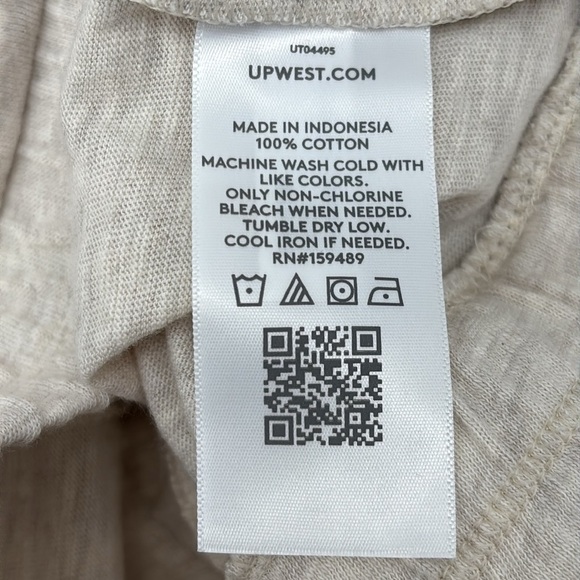 UT04495
UPWEST.COM
MADE IN INDONESIA
100% COTTON
MACHINE WASH COLD WITH
LIKE COLORS.
ONLY NON-CHLORINE
BLEACH WHEN NEEDED.
TUMBLE DRY LOW.
COOL IRON IF NEEDED.
RN#159489